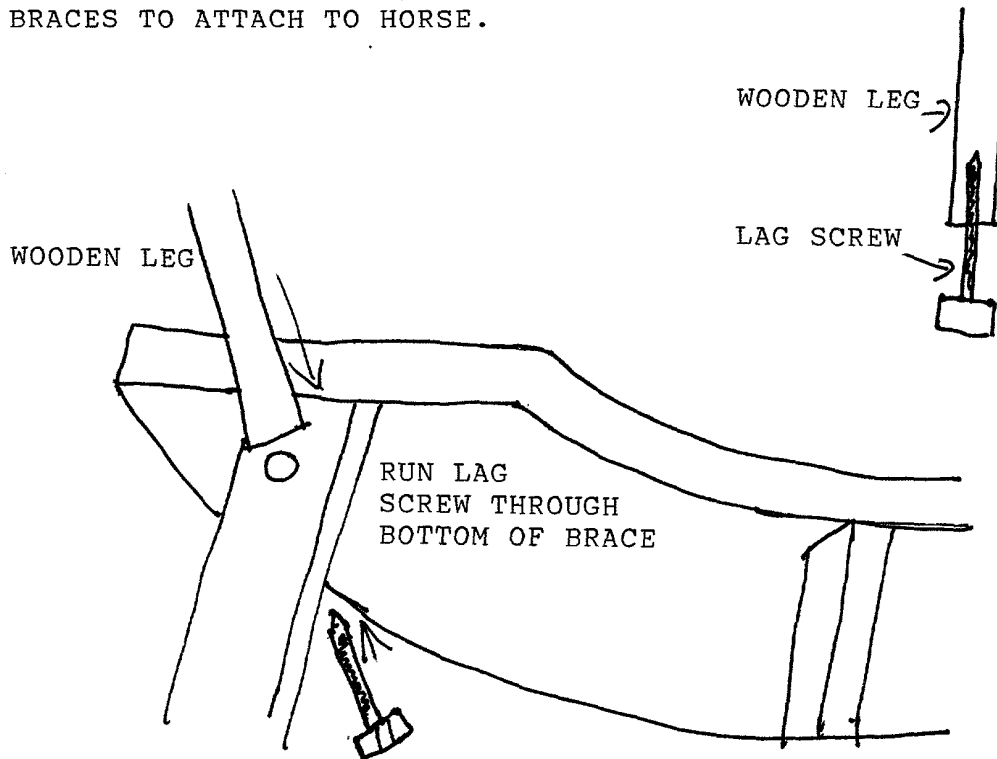 BRACES TO ATTACH TO HORSE.
WOODEN LEG
LAG SCREW
WOODEN LEG
RUN LAG
SCREW THROUGH
BOTTOM OF BRACE